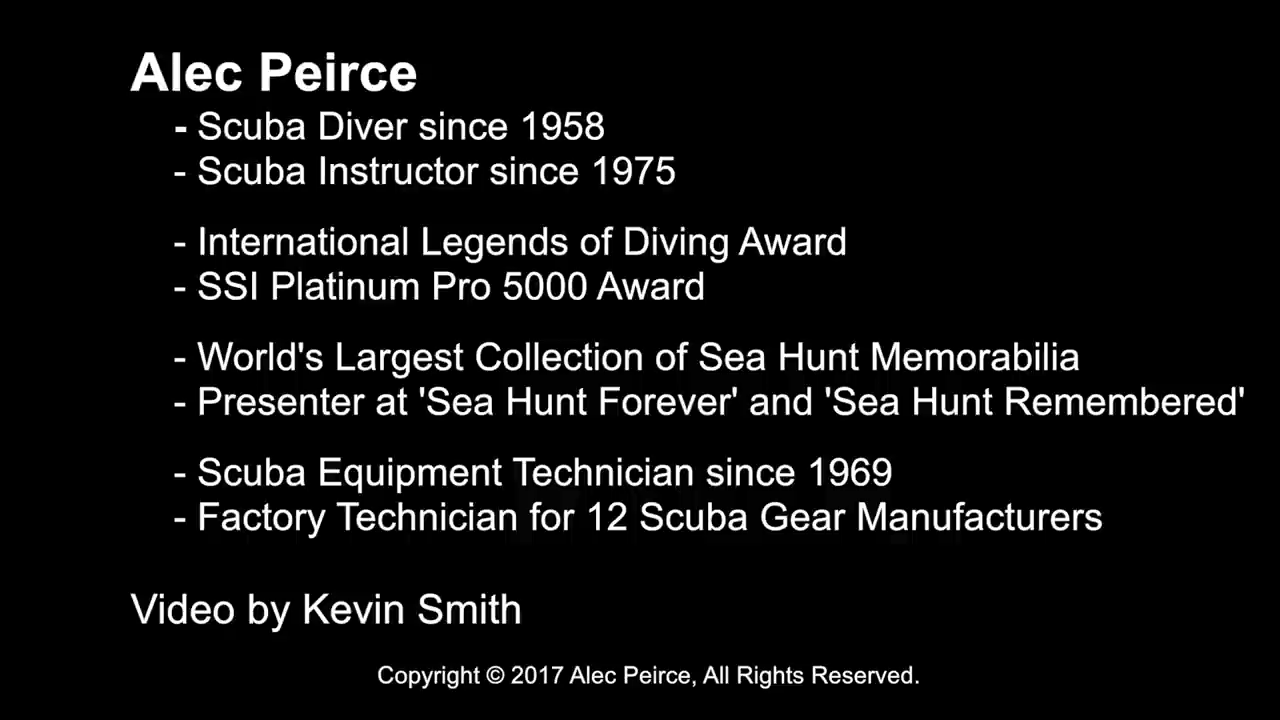 Alec Peirce
- Scuba Diver since 1958
- Scuba Instructor since 1975
- International Legends of Diving Award
- SSI Platinum Pro 5000 Award
- World's Largest Collection of Sea Hunt Memorabilia
- Presenter at 'Sea Hunt Forever' and 'Sea Hunt Remembered'
- Scuba Equipment Technician since 1969
- Factory Technician for 12 Scuba Gear Manufacturers
Video by Kevin Smith
Copyright © 2017 Alec Peirce, All Rights Reserved.